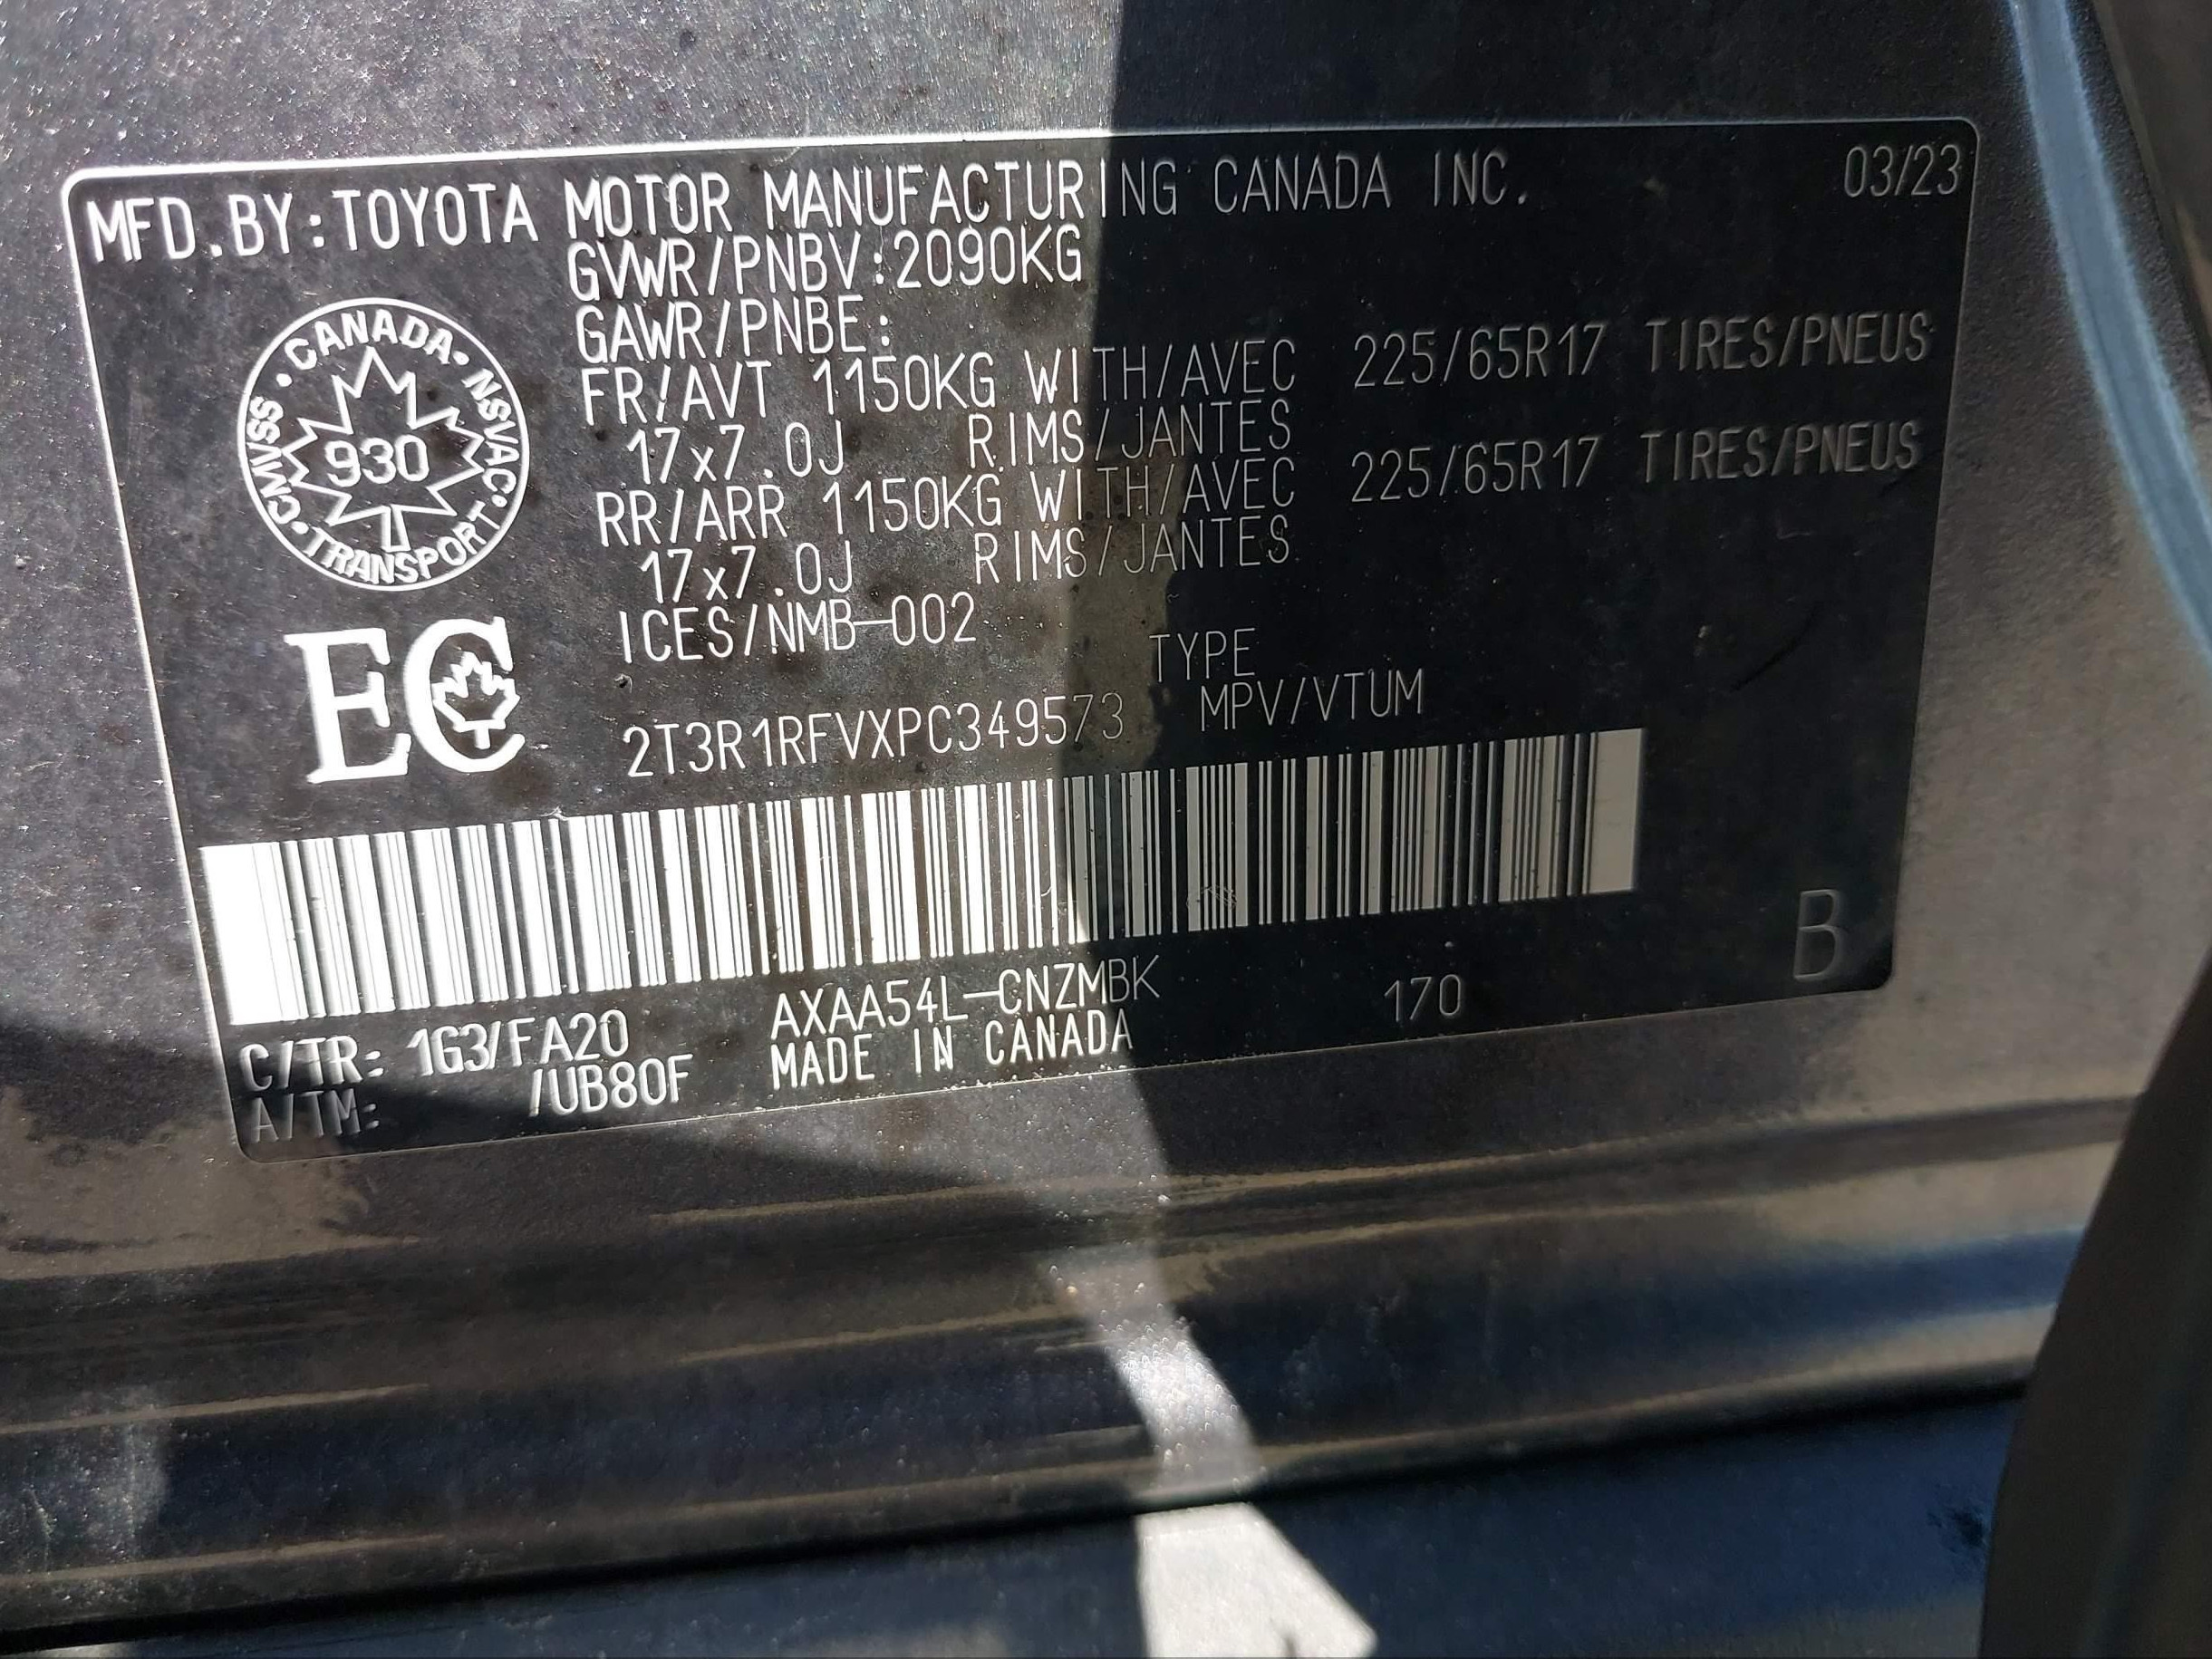 MFD.BY:TOYOTA MOTOR MANUFACTURING CANADA INC. 03/23
GVWR/PNBV:2090KG
GAWR/PNBE:
FR/AVT 1150KG WITH/AVEC 225/65R17 TIRES/PNEUS
17x7.0J RIMS/JANTES
RR/ARR 1150KG WITH/AVEC 225/65R17 TIRES/PNEUS
17x7.0J RIMS/JANTES
ICES/NMB-002
CANADA · NSVAC · TRANSPORT · CMVSS ·
930
EC
TYPE
2T3R1RFVXPC349573 MPV/VTUM
C/TR: 1G3/FA20 AXAA54L-CNZMBK 170 B
A/TM: /UB80F MADE IN CANADA